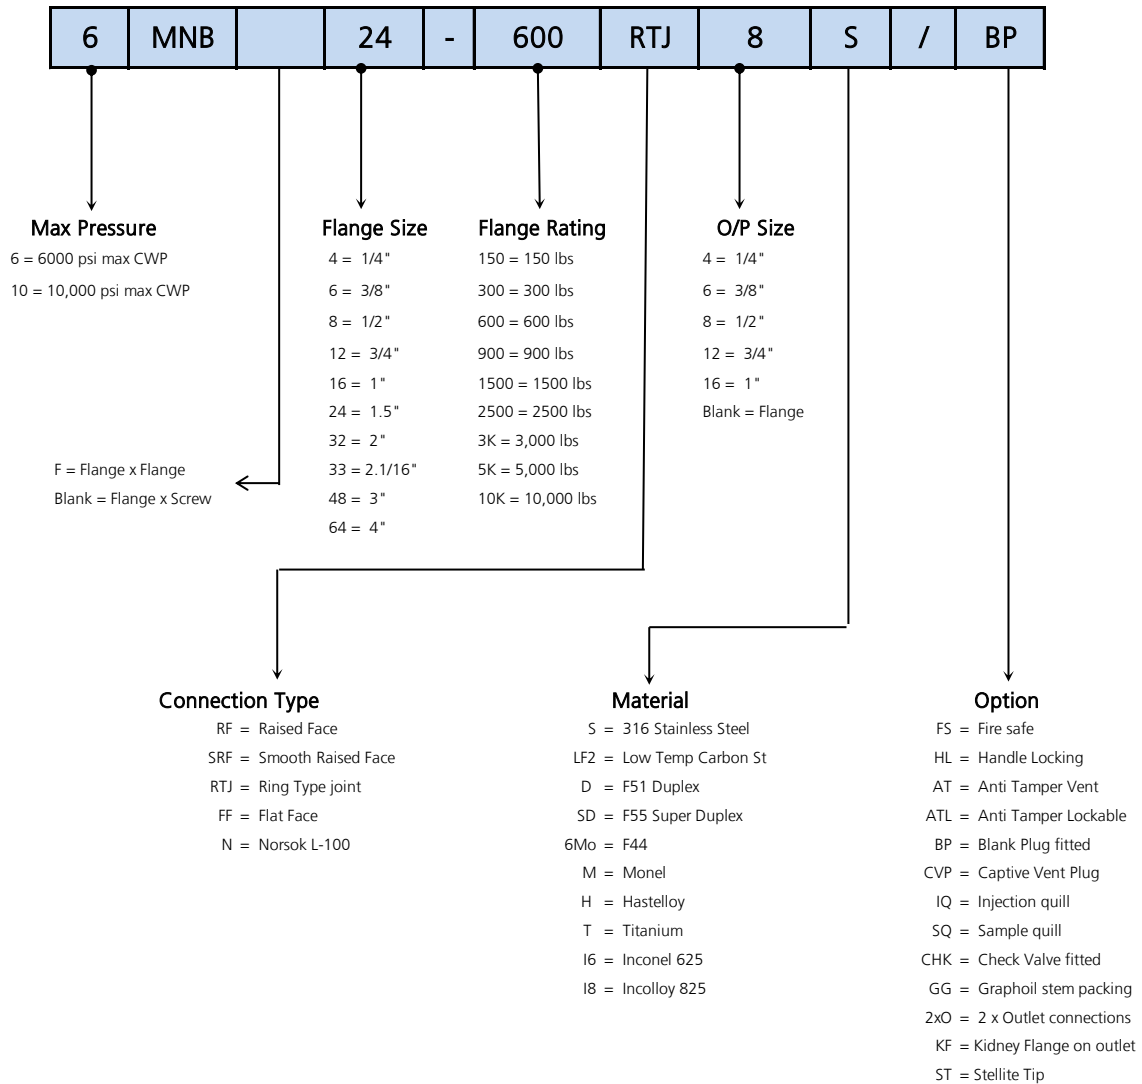 6 MNB 24 - 600 RTJ 8 S / BP
Max Pressure
6 = 6000 psi max CWP
10 = 10,000 psi max CWP
F = Flange x Flange
Blank = Flange x Screw
Flange Size
4 = 1/4"
6 = 3/8"
8 = 1/2"
12 = 3/4"
16 = 1"
24 = 1.5"
32 = 2"
33 = 2.1/16"
48 = 3"
64 = 4"
Flange Rating
150 = 150 lbs
300 = 300 lbs
600 = 600 lbs
900 = 900 lbs
1500 = 1500 lbs
2500 = 2500 lbs
3K = 3,000 lbs
5K = 5,000 lbs
10K = 10,000 lbs
O/P Size
4 = 1/4"
6 = 3/8"
8 = 1/2"
12 = 3/4"
16 = 1"
Blank = Flange
Connection Type
RF = Raised Face
SRF = Smooth Raised Face
RTJ = Ring Type joint
FF = Flat Face
N = Norsok L-100
Material
S = 316 Stainless Steel
LF2 = Low Temp Carbon St
D = F51 Duplex
SD = F55 Super Duplex
6Mo = F44
M = Monel
H = Hastelloy
T = Titanium
I6 = Inconel 625
I8 = Incolloy 825
Option
FS = Fire safe
HL = Handle Locking
AT = Anti Tamper Vent
ATL = Anti Tamper Lockable
BP = Blank Plug fitted
CVP = Captive Vent Plug
IQ = Injection quill
SQ = Sample quill
CHK = Check Valve fitted
GG = Graphoil stem packing
2xO = 2 x Outlet connections
KF = Kidney Flange on outlet
ST = Stellite Tip